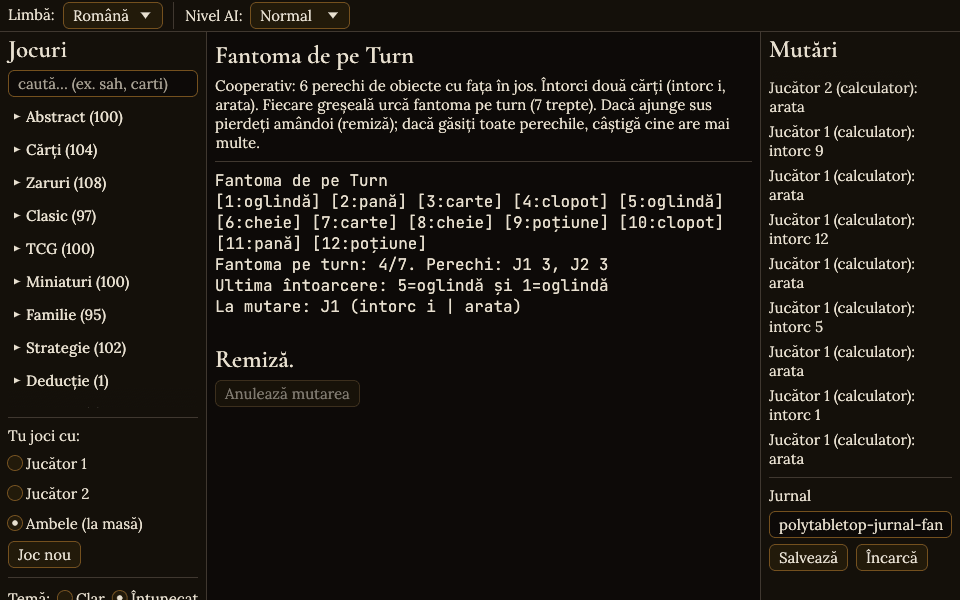 Limbă: Română ▼ Nivel AI: Normal ▼
Jocuri
caută... (ex. sah, carti)
▸ Abstract (100)
▸ Cărți (104)
▸ Zaruri (108)
▸ Clasic (97)
▸ TCG (100)
▸ Miniaturi (100)
▸ Familie (95)
▸ Strategie (102)
▸ Deducție (1)
Tu joci cu:
Jucător 1
Jucător 2
Ambele (la masă)
Joc nou
Temă: Clar Întunecat
Fantoma de pe Turn
Cooperativ: 6 perechi de obiecte cu fața în jos. Întorci două cărți (intorc i,
arata). Fiecare greșeală urcă fantoma pe turn (7 trepte). Dacă ajunge sus
pierdeți amândoi (remiză); dacă găsiți toate perechile, câștigă cine are mai
multe.
Fantoma de pe Turn
[1:oglindă] [2:pană] [3:carte] [4:clopot] [5:oglindă]
[6:cheie] [7:carte] [8:cheie] [9:poțiune] [10:clopot]
[11:pană] [12:poțiune]
Fantoma pe turn: 4/7. Perechi: J1 3, J2 3
Ultima întoarcere: 5=oglindă și 1=oglindă
La mutare: J1 (intorc i | arata)
Remiză.
Anulează mutarea
Mutări
Jucător 2 (calculator):
arata
Jucător 1 (calculator):
intorc 9
Jucător 1 (calculator):
arata
Jucător 1 (calculator):
intorc 12
Jucător 1 (calculator):
arata
Jucător 1 (calculator):
intorc 5
Jucător 1 (calculator):
arata
Jucător 1 (calculator):
intorc 1
Jucător 1 (calculator):
arata
Jurnal
polytabletop-jurnal-fan
Salvează Încarcă